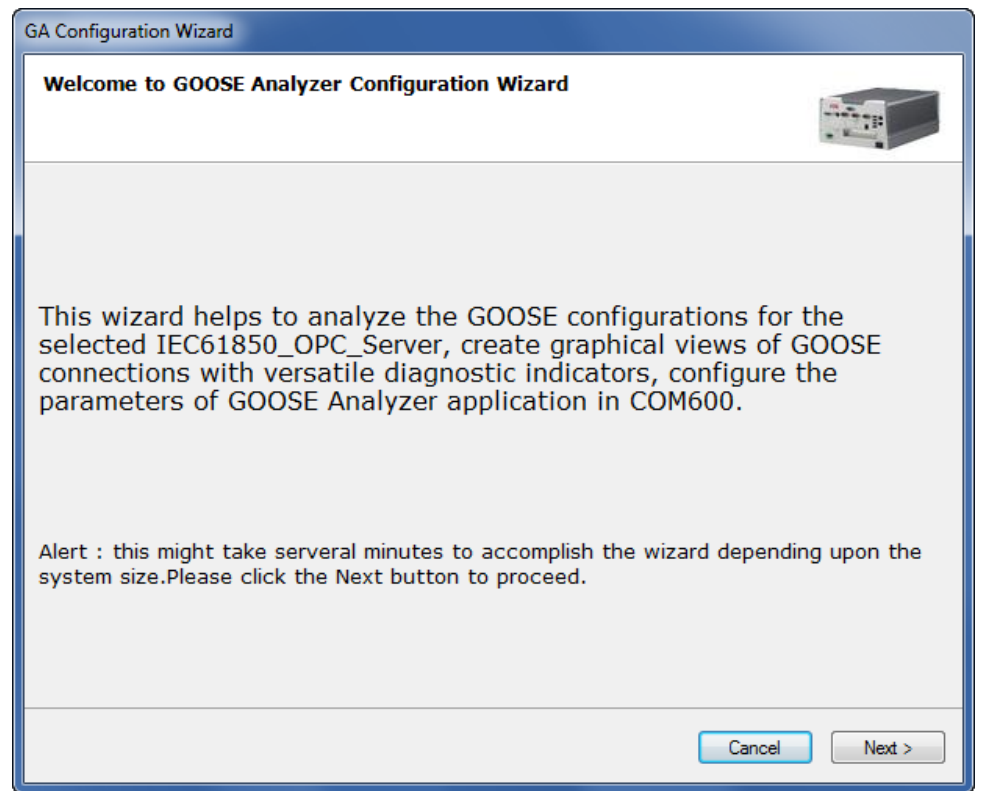 GA Configuration Wizard
Welcome to GOOSE Analyzer Configuration Wizard
This wizard helps to analyze the GOOSE configurations for the
selected IEC61850_OPC_Server, create graphical views of GOOSE
connections with versatile diagnostic indicators, configure the
parameters of GOOSE Analyzer application in COM600.
Alert : this might take serveral minutes to accomplish the wizard depending upon the
system size.Please click the Next button to proceed.
Cancel
Next >